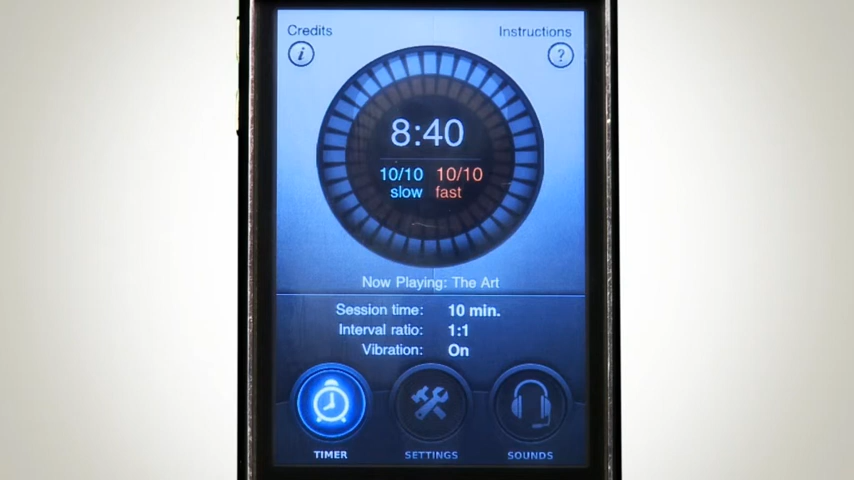 Credits
Instructions
i
?
8:40
10/10 10/10
slow fast
Now Playing: The Art
Session time: 10 min.
Interval ratio: 1:1
Vibration: On
TIMER SETTINGS SOUNDS